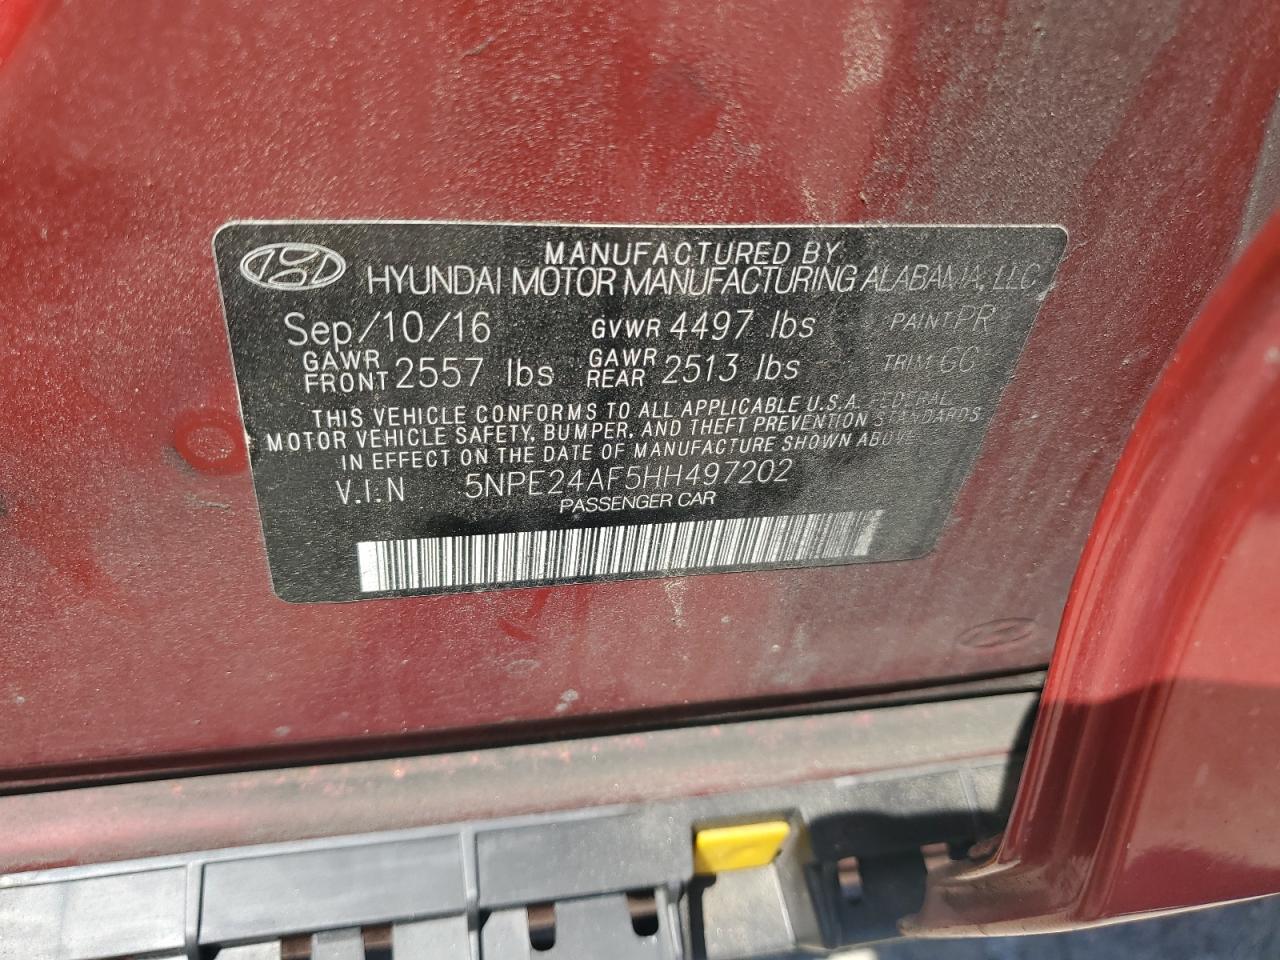 MANUFACTURED BY
HYUNDAI MOTOR MANUFACTURING ALABAMA, LLC
Sep/10/16 GVWR 4497 lbs PAINT PR
GAWR FRONT 2557 lbs GAWR REAR 2513 lbs TRIM
THIS VEHICLE CONFORMS TO ALL APPLICABLE U.S.A. FEDERAL
MOTOR VEHICLE SAFETY, BUMPER, AND THEFT PREVENTION STANDARDS
IN EFFECT ON THE DATE OF MANUFACTURE SHOWN ABOVE
V.I.N 5NPE24AF5HH497202
PASSENGER CAR